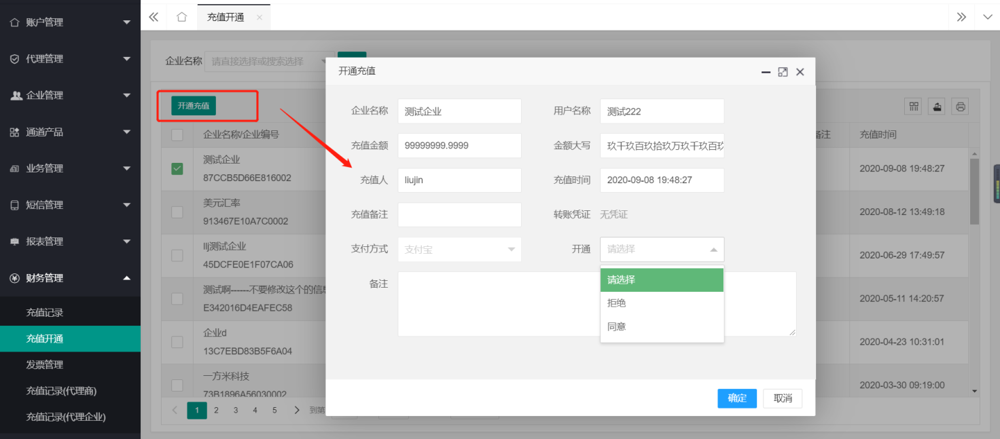 账户管理
代理管理
企业管理
通道产品
业务管理
短信管理
报表管理
财务管理
充值记录
充值开通
发票管理
充值记录(代理商)
充值记录(代理企业)
充值开通
企业名称 请直接选择或搜索选择
开通充值
企业名称/企业编号
备注 充值时间
测试企业
87CCB5D66E816002
2020-09-08 19:48:27
美元汇率
913467E10A7C0002
2020-08-12 13:49:18
llj测试企业
45DCFE0E1F07CA06
2020-06-29 17:49:57
测试啊------不要修改这个的信息
E342016D4EAFEC58
2020-05-11 14:20:57
企业d
13C7EBD83B5F6A04
2020-04-23 10:31:01
一方米科技
73B1896A56030002
2020-03-30 09:19:00
1 2 3 4 5 到第
开通充值
企业名称 测试企业 用户名称 测试222
充值金额 99999999.9999 金额大写 玖千玖百玖拾玖万玖千玖百玖
充值人 liujin 充值时间 2020-09-08 19:48:27
充值备注 转账凭证 无凭证
支付方式 支付宝 开通 请选择
备注
请选择
拒绝
同意
确定 取消